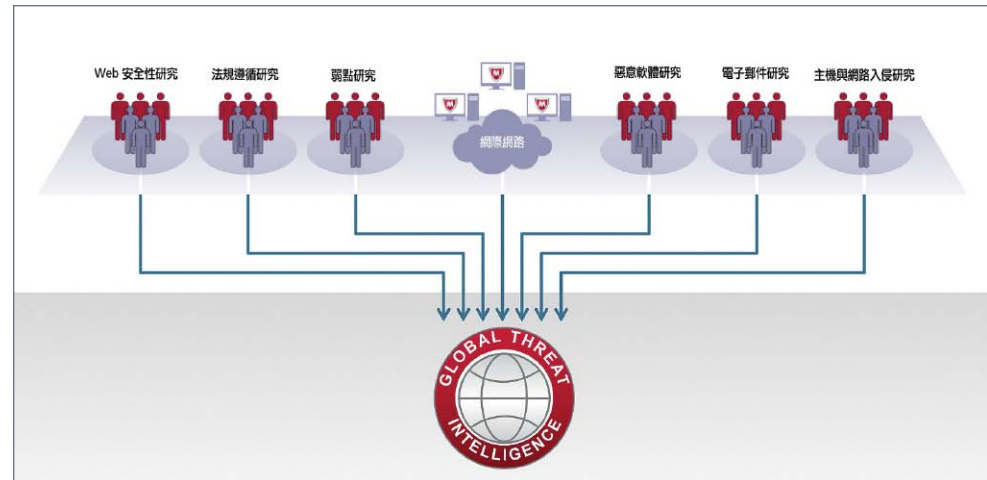 Web 安全性研究
法規遵循研究
弱點研究
惡意軟體研究
電子郵件研究
主機與網路入侵研究
網際網路
GLOBAL THREAT
INTELLIGENCE